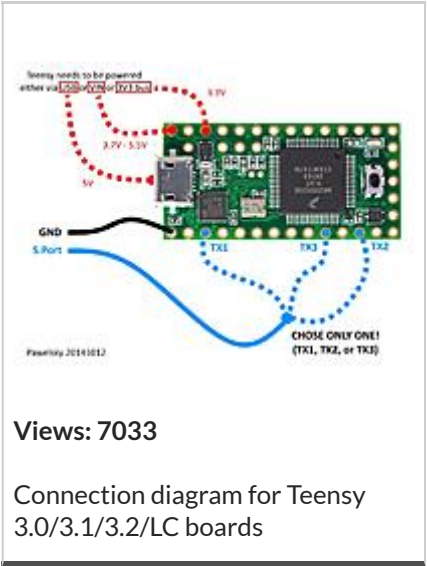 Teensy needs to be powered
either via USB or VIN or 3V3 bus
3.3V
3.7V - 5.5V
5V
GND
S.Port
TX1
TX3
TX2
CHOSE ONLY ONE!
(TX1, TX2, or TX3)
Pawelsky 20141012
Views: 7033
Connection diagram for Teensy
3.0/3.1/3.2/LC boards